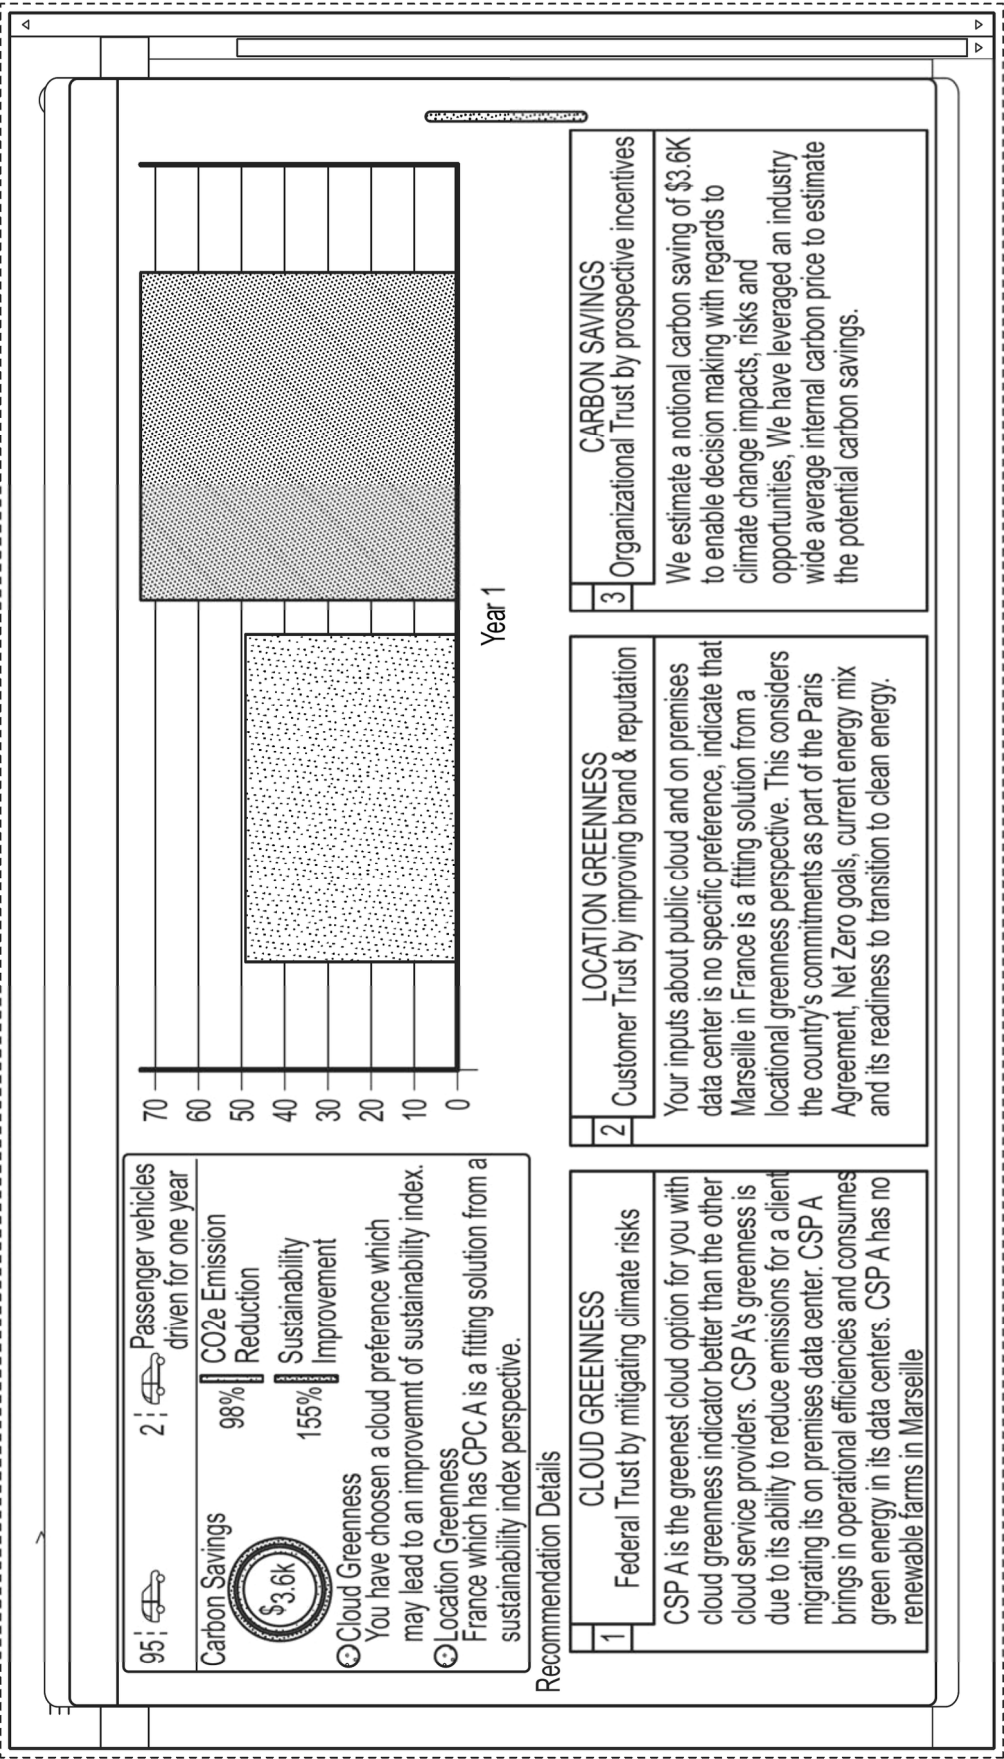 95 2 Passenger vehicles
driven for one year
Carbon Savings
$3.6k
98% CO2e Emission
Reduction
155% Sustainability
Improvement
Cloud Greenness
You have choosen a cloud preference which
may lead to an improvemt of sustainability index.
Location Greenness
France which has CPC A is a fitting solution from a
sustainability index perspective.
70
60
50
40
30
20
10
0
Year 1
Recommendation Details
1
CLOUD GREENNESS
Federal Trust by mitigating climate risks
CSP A is the greenest cloud option for you with
cloud greenness indicator better than the other
cloud service providers. CSP A's greenness is
due to its ability to reduce emissions for a client
migrating its on premises data center. CSP A
brings in operational efficiencies and consumes
green energy in its data centers. CSP A has no
renewable farms in Marseille
2
LOCATION GREENNESS
Customer Trust by improving brand & reputation
Your inputs about public cloud and on premises
data center is no specific preference, indicate that
Marseille in France is a fitting solution from a
locational greenness perspective. This considers
the country's commitments as part of the Paris
Agreement, Net Zero goals, current energy mix
and its readiness to transition to clean energy.
3
CARBON SAVINGS
Organizational Trust by prospective incentives
We estimate a notional carbon saving of $3.6K
to enable decision making with regards to
climate change impacts, risks and
opportunities, We have leveraged an industry
wide average internal carbon price to estimate
the potential carbon savings.